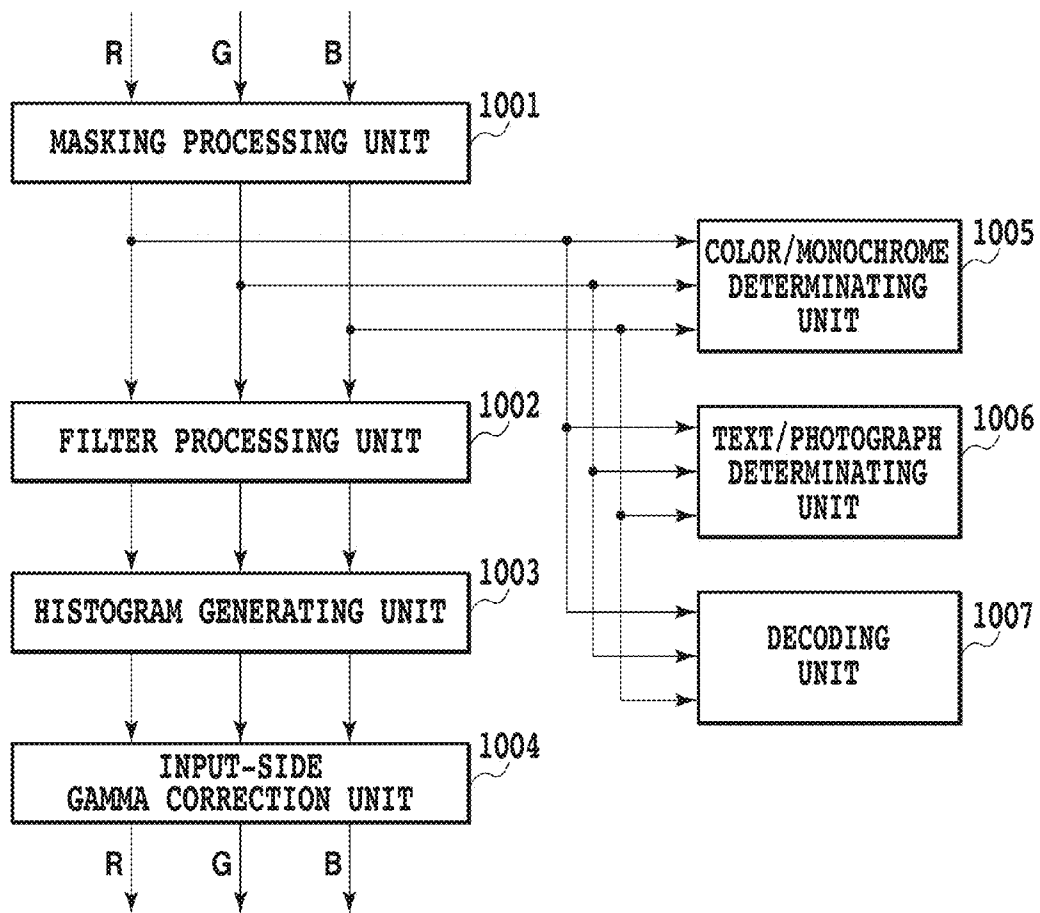 R G B
MASKING PROCESSING UNIT
1001
COLOR/MONOCHROME
DETERMINATING
UNIT
1005
FILTER PROCESSING UNIT
1002
TEXT/PHOTOGRAPH
DETERMINATING
UNIT
1006
HISTOGRAM GENERATING UNIT
1003
DECODING
UNIT
1007
INPUT-SIDE
GAMMA CORRECTION UNIT
1004
R G B